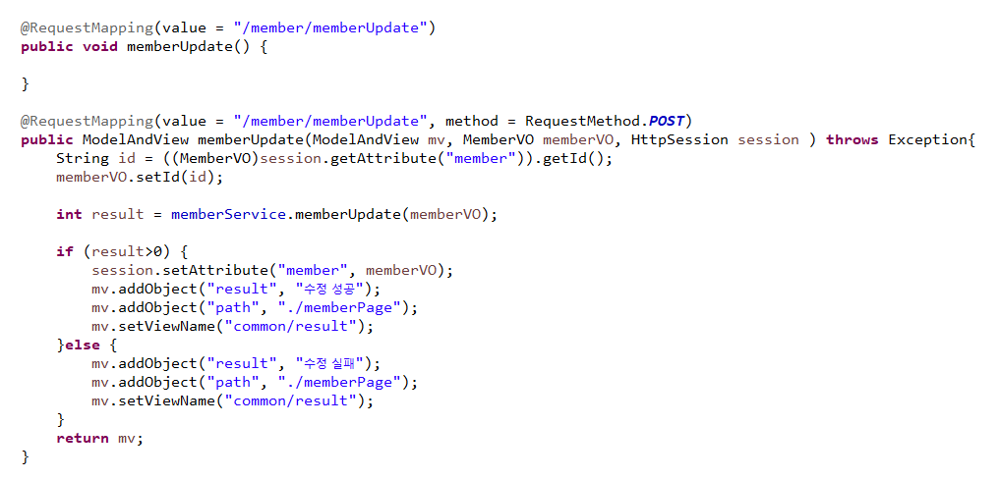 @RequestMapping(value = "/member/memberUpdate")
public void memberUpdate() {
}
@RequestMapping(value = "/member/memberUpdate", method = RequestMethod.POST)
public ModelAndView memberUpdate(ModelAndView mv, MemberVO memberVO, HttpSession session ) throws Exception{
String id = ((MemberVO)session.getAttribute("member")).getId();
memberVO.setId(id);
int result = memberService.memberUpdate(memberVO);
if (result>0) {
session.setAttribute("member", memberVO);
mv.addObject("result", "수정 성공");
mv.addObject("path", "./memberPage");
mv.setViewName("common/result");
}else {
mv.addObject("result", "수정 실패");
mv.addObject("path", "./memberPage");
mv.setViewName("common/result");
}
return mv;
}